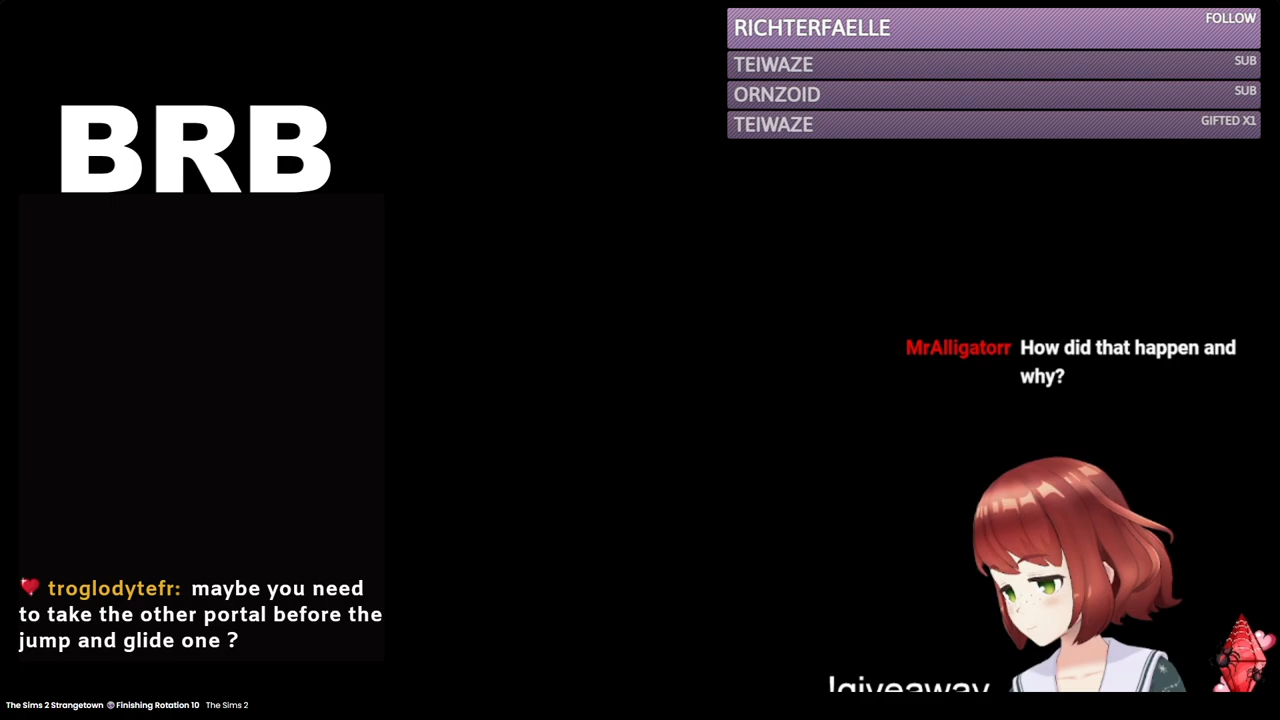 RICHTERFAELLE FOLLOW
TEIWAZE SUB
ORNZOID SUB
TEIWAZE GIFTED X1
BRB
MrAlligatorr How did that happen and
why?
troglodytefr: maybe you need
to take the other portal before the
jump and glide one ?
!giveaway
The Sims 2 Strangetown Finishing Rotation 10 The Sims 2